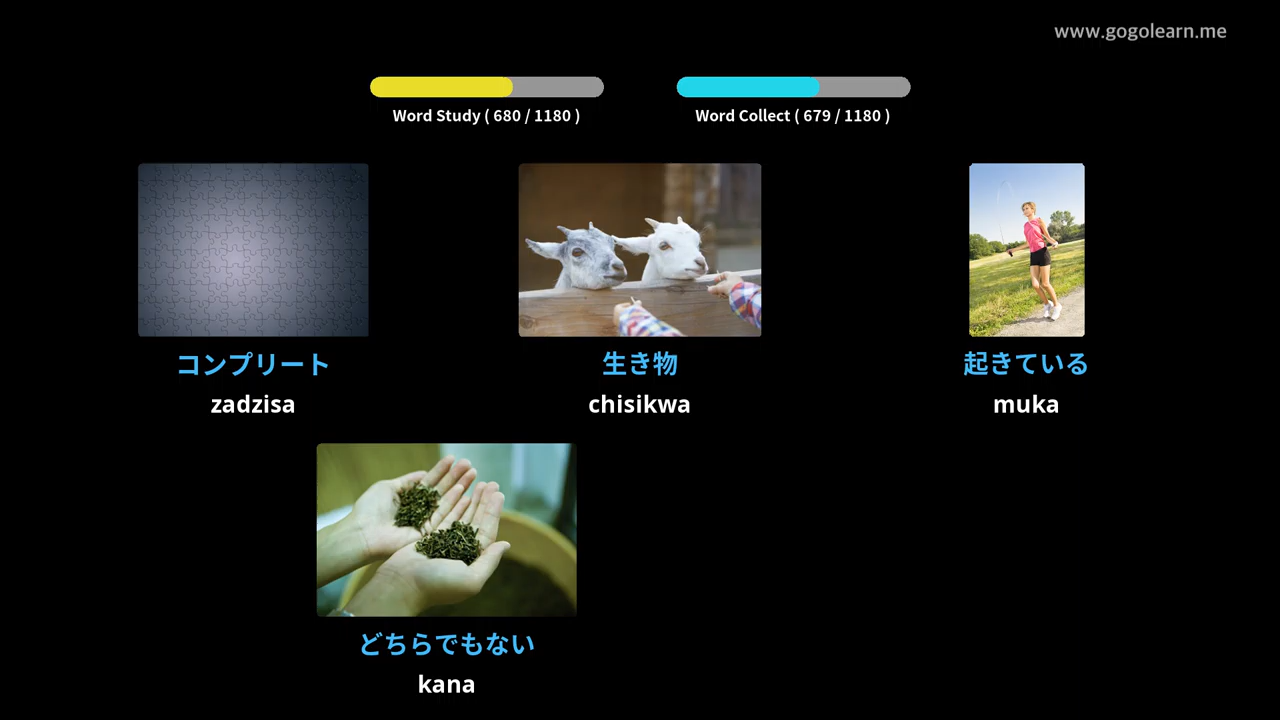 www.gogolearn.me
Word Study ( 680 / 1180 )
Word Collect ( 679 / 1180 )
コンプリート
zadzisa
生き物
chisikwa
起きている
muka
どちらでもない
kana